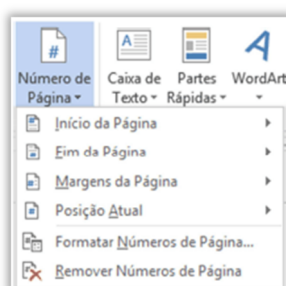 Número de Página
Caixa de Texto
Partes Rápidas
WordArt
Início da Página
Fim da Página
Margens da Página
Posição Atual
Formatar Números de Página...
Remover Números de Página